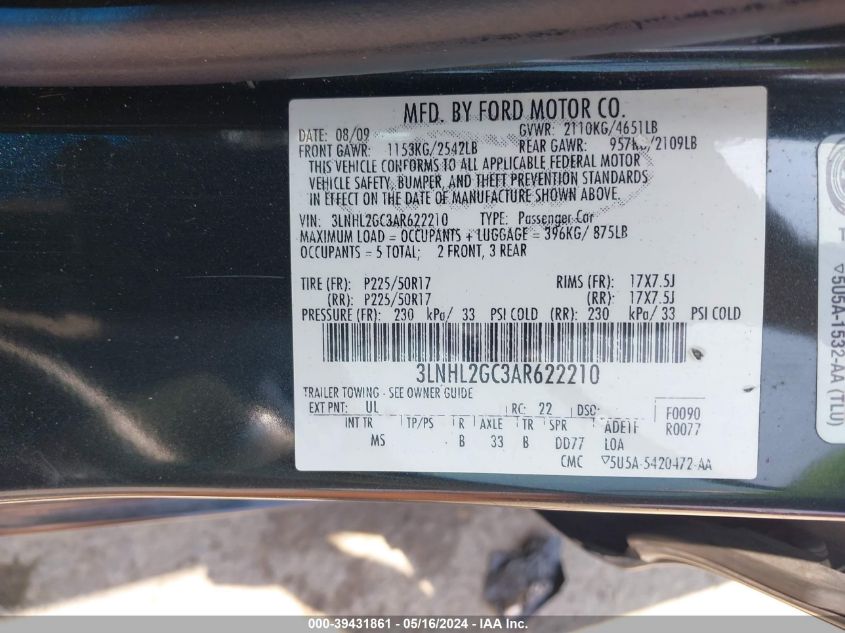 MFD. BY FORD MOTOR CO.
DATE: 08/09 GVWR: 2110KG/4651LB
FRONT GAWR: 1153KG/2542LB REAR GAWR: 957KG/2109LB
THIS VEHICLE CONFORMS TO ALL APPLICABLE FEDERAL MOTOR
VEHICLE SAFETY, BUMPER, AND THEFT PREVENTION STANDARDS
IN EFFECT ON THE DATE OF MANUFACTURE SHOWN ABOVE.
VIN: 3LNHL2GC3AR622210 TYPE: Passenger Car
MAXIMUM LOAD = OCCUPANTS + LUGGAGE = 396KG/ 875LB
OCCUPANTS = 5 TOTAL; 2 FRONT, 3 REAR
TIRE (FR): P225/50R17 RIMS (FR): 17X7.5J
(RR): P225/50R17 (RR): 17X7.5J
PRESSURE (FR): 230 kPa/ 33 PSI COLD (RR): 230 kPa/ 33 PSI COLD
3LNHL2GC3AR622210
TRAILER TOWING - SEE OWNER GUIDE
EXT PNT: UL RC: 22 DSO: F0090
INT TR TP/PS R AXLE TR SPR ADE1F R0077
MS B 33 B DD77 LOA
CMC ▽5U5A-5420472-AA
▽5U5A-1532-AA (TLU)
000-39431861 - 05/16/2024 - IAAI.COM